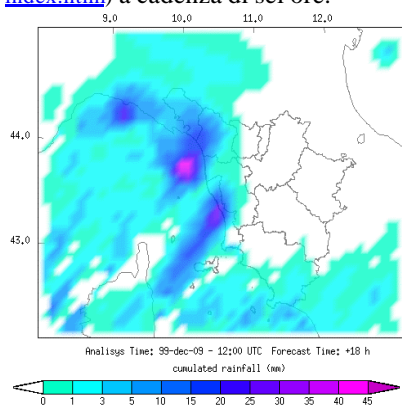 index.htm) a cadenza di sei ore.
9.0 10.0 11.0 12.0
44.0
43.0
Analisys Time: 99-dec-09 - 12:00 UTC Forecast Time: +18 h
cumulated rainfall (mm)
0 1 3 5 10 15 20 25 30 35 40 45